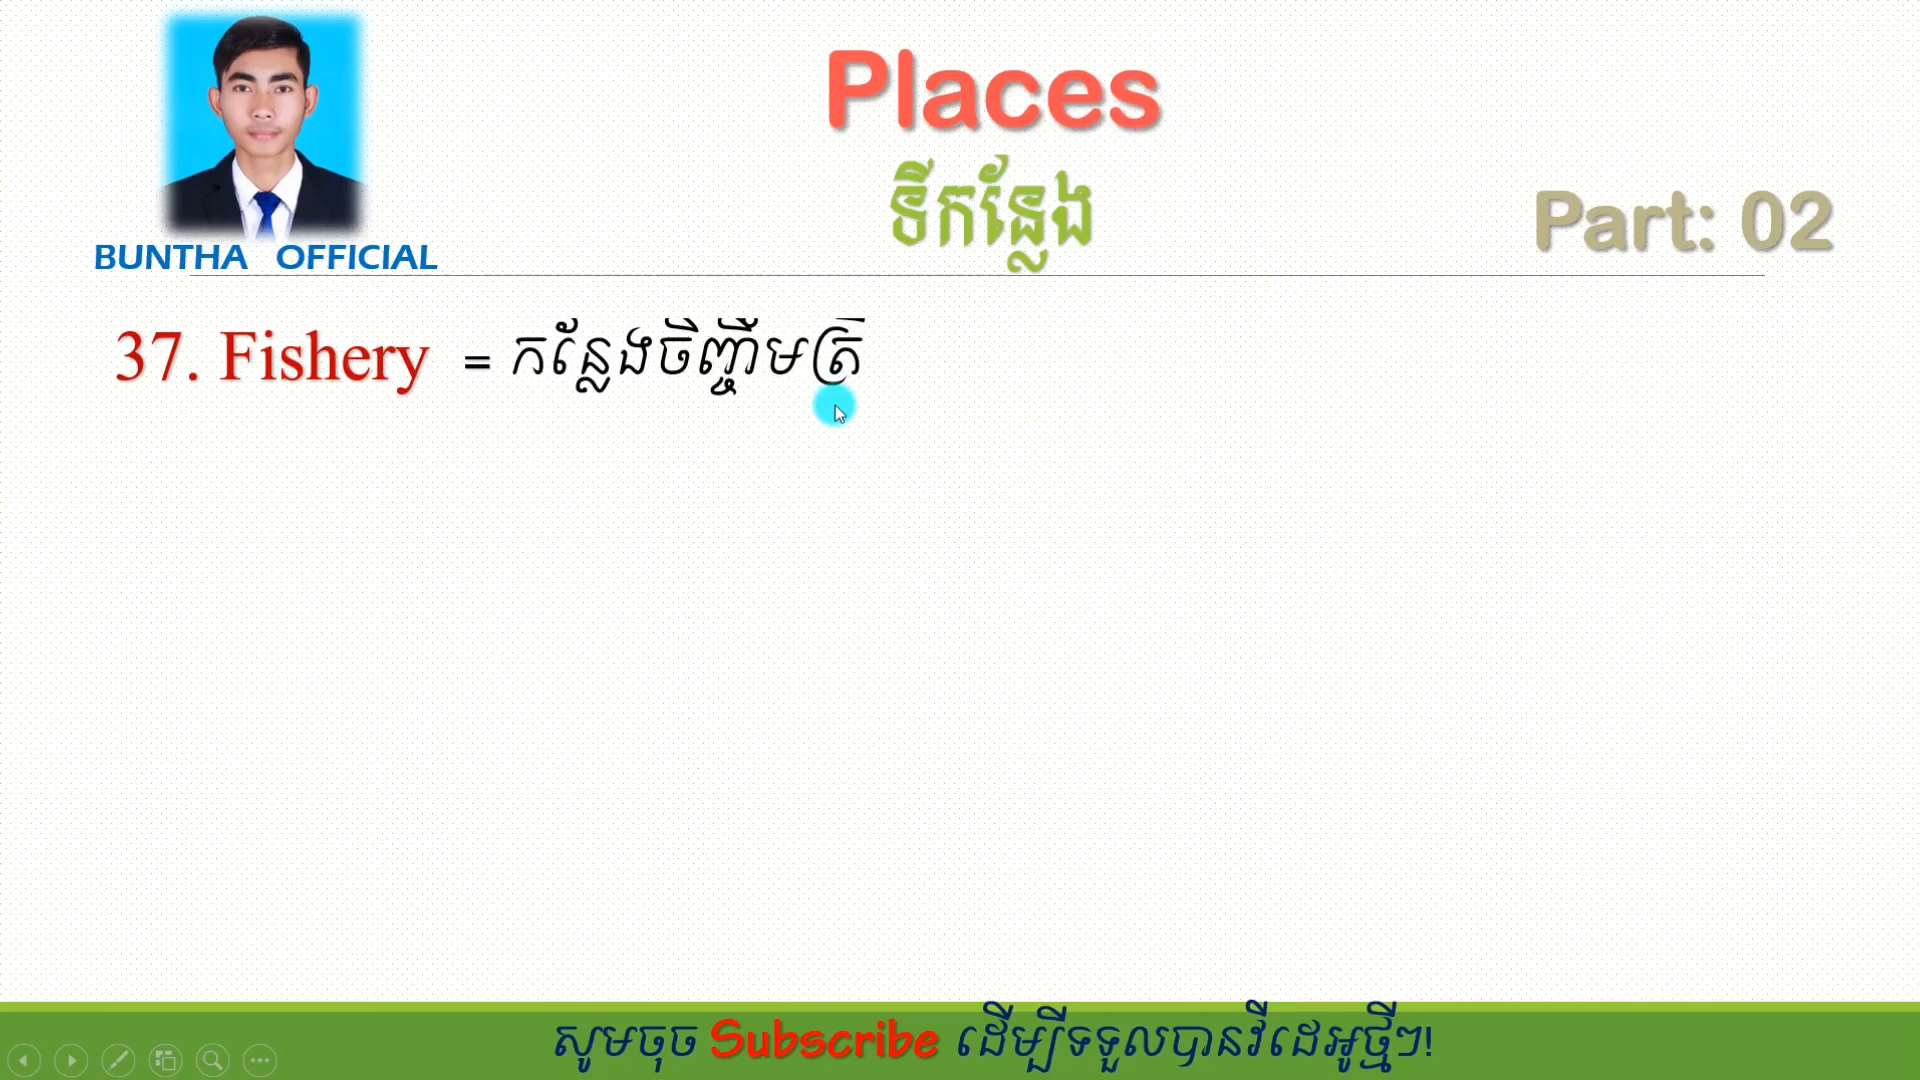 Places
ទីកន្លែង
Part: 02
BUNTHA OFFICIAL
37. Fishery = កន្លែងចិញ្ចឹមត្រី
សូមចុច Subscribe ដើម្បីទទួលបានវីដេអូថ្មីៗ!